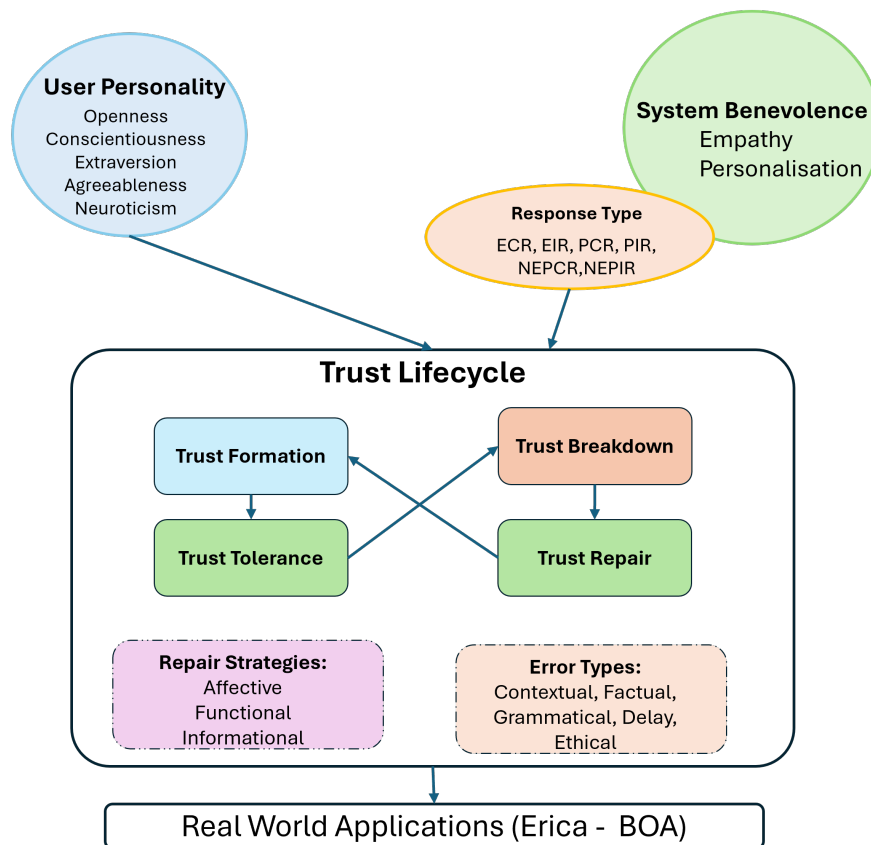 User Personality
Openness
Conscientiousness
Extraversion
Agreeableness
Neuroticism
System Benevolence
Empathy
Personalisation
Response Type
ECR, EIR, PCR, PIR,
NEPCR,NEPIR
Trust Lifecycle
Trust Formation
Trust Breakdown
Trust Tolerance
Trust Repair
Repair Strategies:
Affective
Functional
Informational
Error Types:
Contextual, Factual,
Grammatical, Delay,
Ethical
Real World Applications (Erica - BOA)